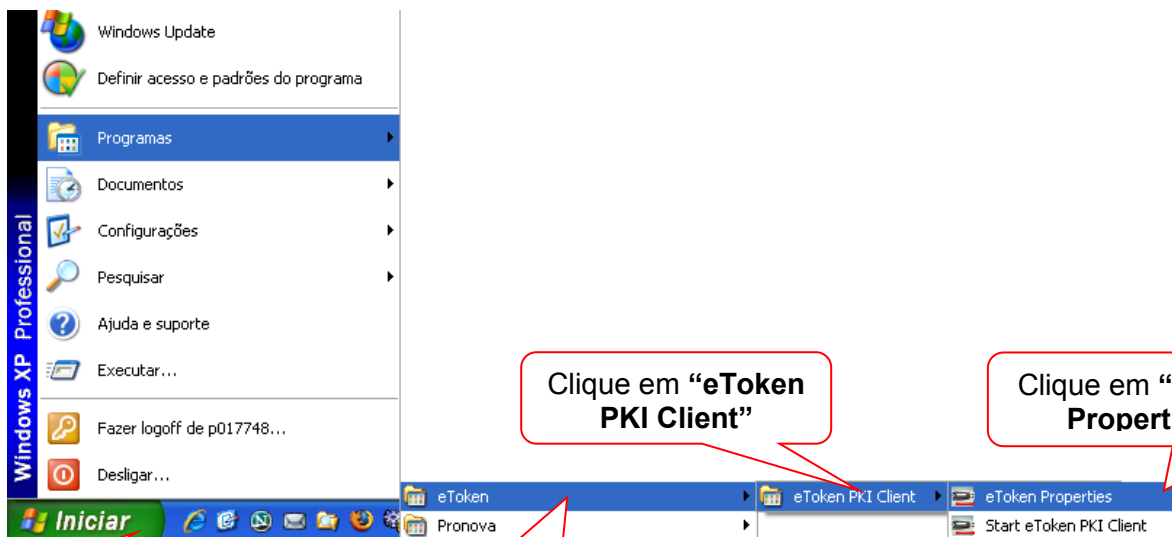 Windows Update
Definir acesso e padrões do programa
Programas
Documentos
Configurações
Pesquisar
Ajuda e suporte
Executar...
Fazer logoff de p017748...
Desligar...
Windows XP Professional
Clique em “eToken
PKI Client”
Clique em “
Propert
eToken
eToken PKI Client
eToken Properties
Iniciar
Pronova
Start eToken PKI Client